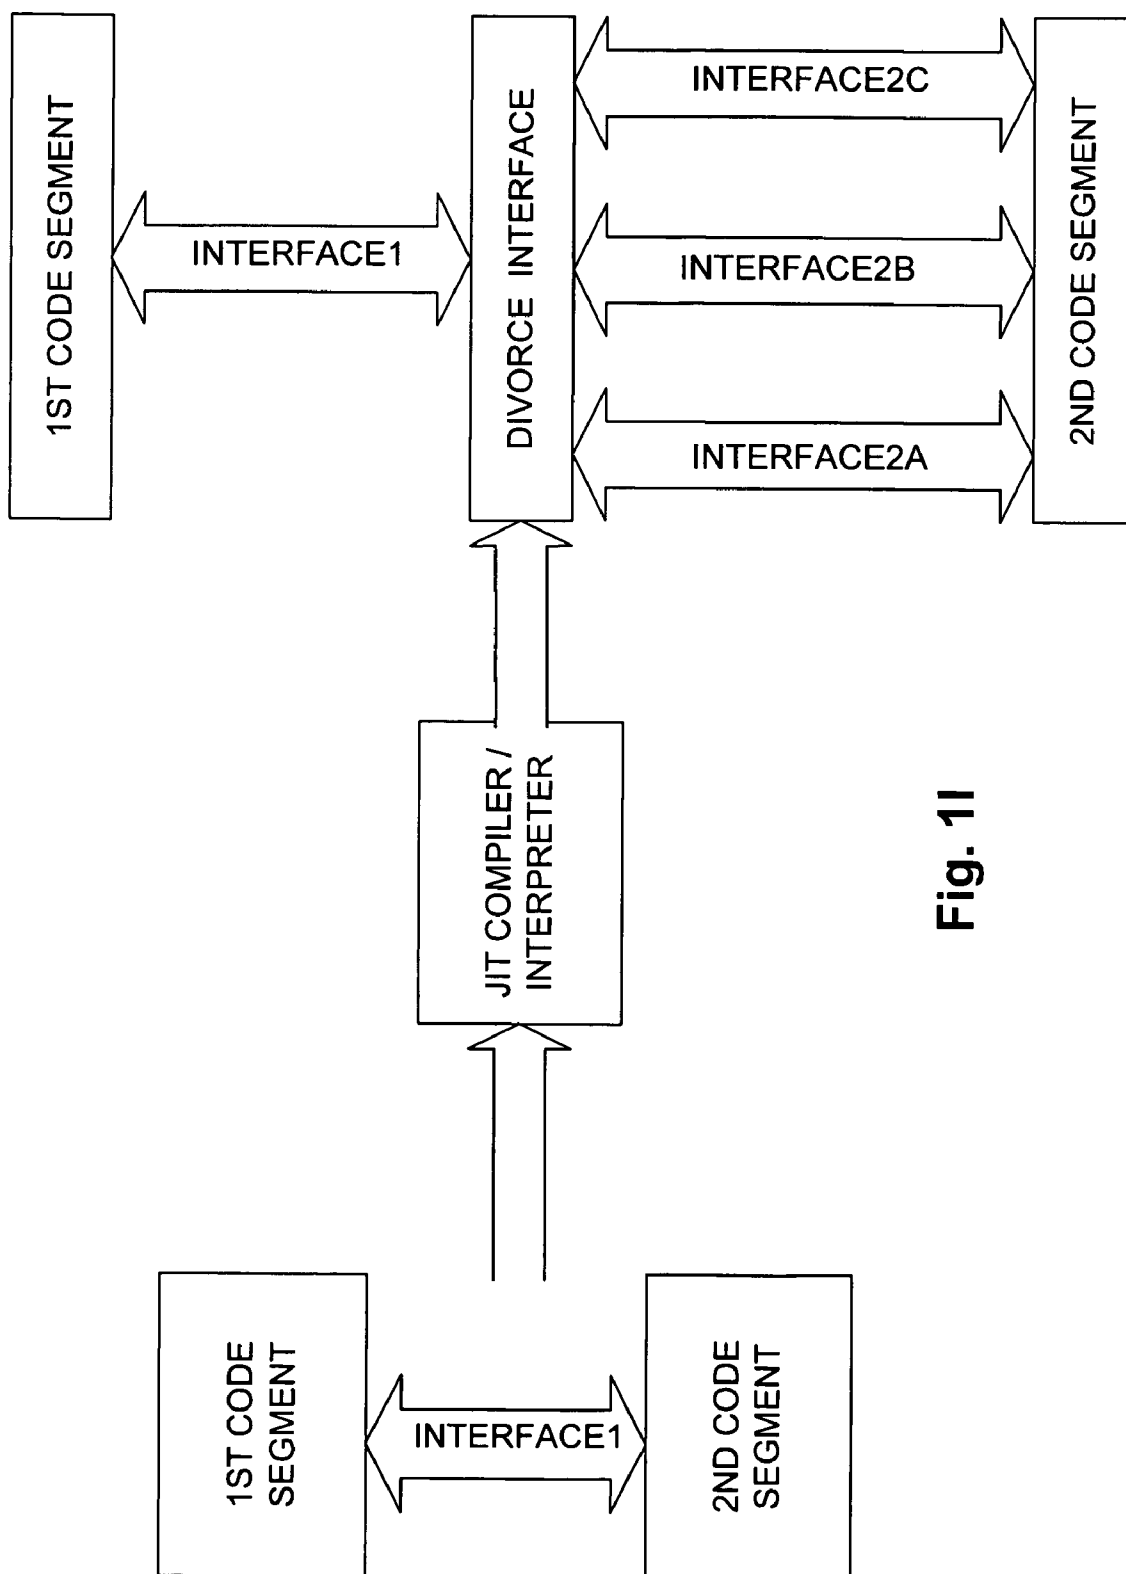 1ST CODE
SEGMENT
INTERFACE1
2ND CODE
SEGMENT
JIT COMPILER /
INTERPRETER
1ST CODE SEGMENT
INTERFACE1
DIVORCE INTERFACE
INTERFACE2A
INTERFACE2B
INTERFACE2C
2ND CODE SEGMENT
Fig. 1I